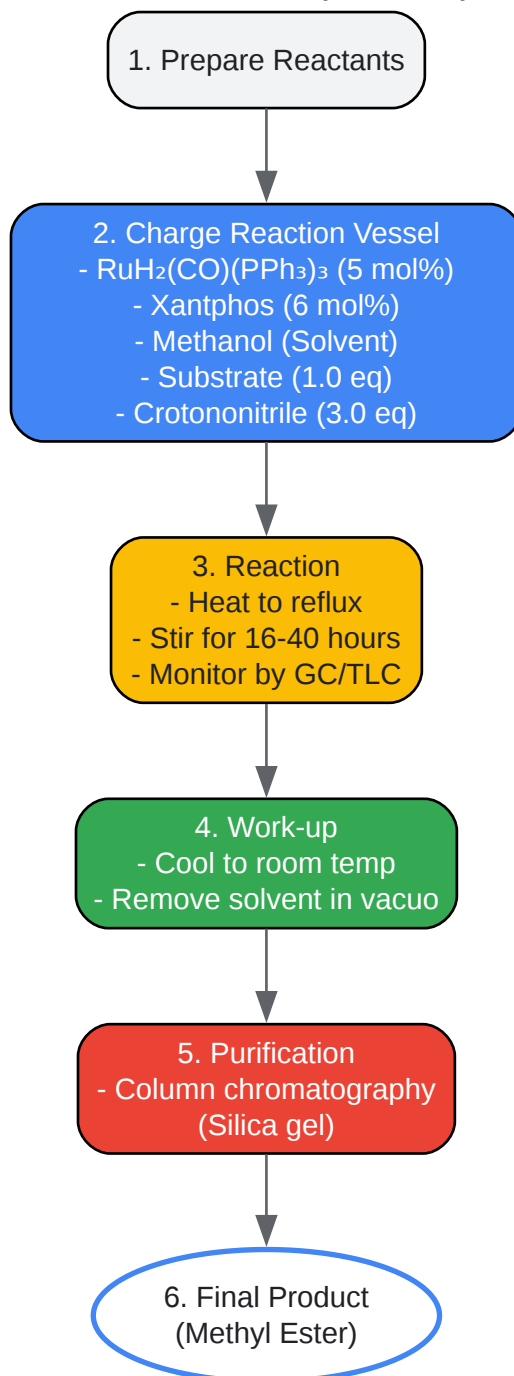 1. Prepare Reactants
2. Charge Reaction Vessel
- RuH₂(CO)(PPh₃)₃ (5 mol%)
- Xantphos (6 mol%)
- Methanol (Solvent)
- Substrate (1.0 eq)
- Crotononitrile (3.0 eq)
3. Reaction
- Heat to reflux
- Stir for 16-40 hours
- Monitor by GC/TLC
4. Work-up
- Cool to room temp
- Remove solvent in vacuo
5. Purification
- Column chromatography
(Silica gel)
6. Final Product
(Methyl Ester)